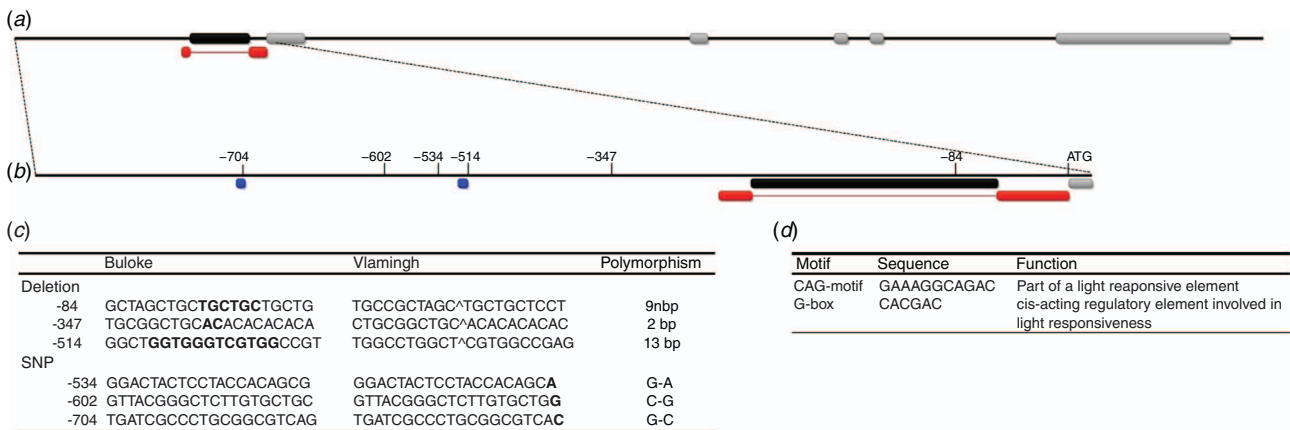 (a)
(b)
−704 −602 −534 −514 −347 −84 ATG
(c)
Buloke Vlamingh Polymorphism
Deletion
-84 GCTAGCTGCTGCTGCTGCTG TGCCGCTAGC^TGCTGCTCCT 9nbp
-347 TGCGGCTGCACACACACACA CTGCGGCTGC^ACACACACAC 2 bp
-514 GGCTGGTGGGTCGTGGCCGT TGGCCTGGCT^CGTGGCCGAG 13 bp
SNP
-534 GGACTACTCCTACCACAGCG GGACTACTCCTACCACAGCA G-A
-602 GTTACGGGCTCTTGTGCTGC GTTACGGGCTCTTGTGCTGG C-G
-704 TGATCGCCCTGCGGCGTCAG TGATCGCCCTGCGGCGTCAC G-C
(d)
Motif Sequence Function
CAG-motif GAAAGGCAGAC Part of a light reaponsive element
G-box CACGAC cis-acting regulatory element involved in
light responsiveness